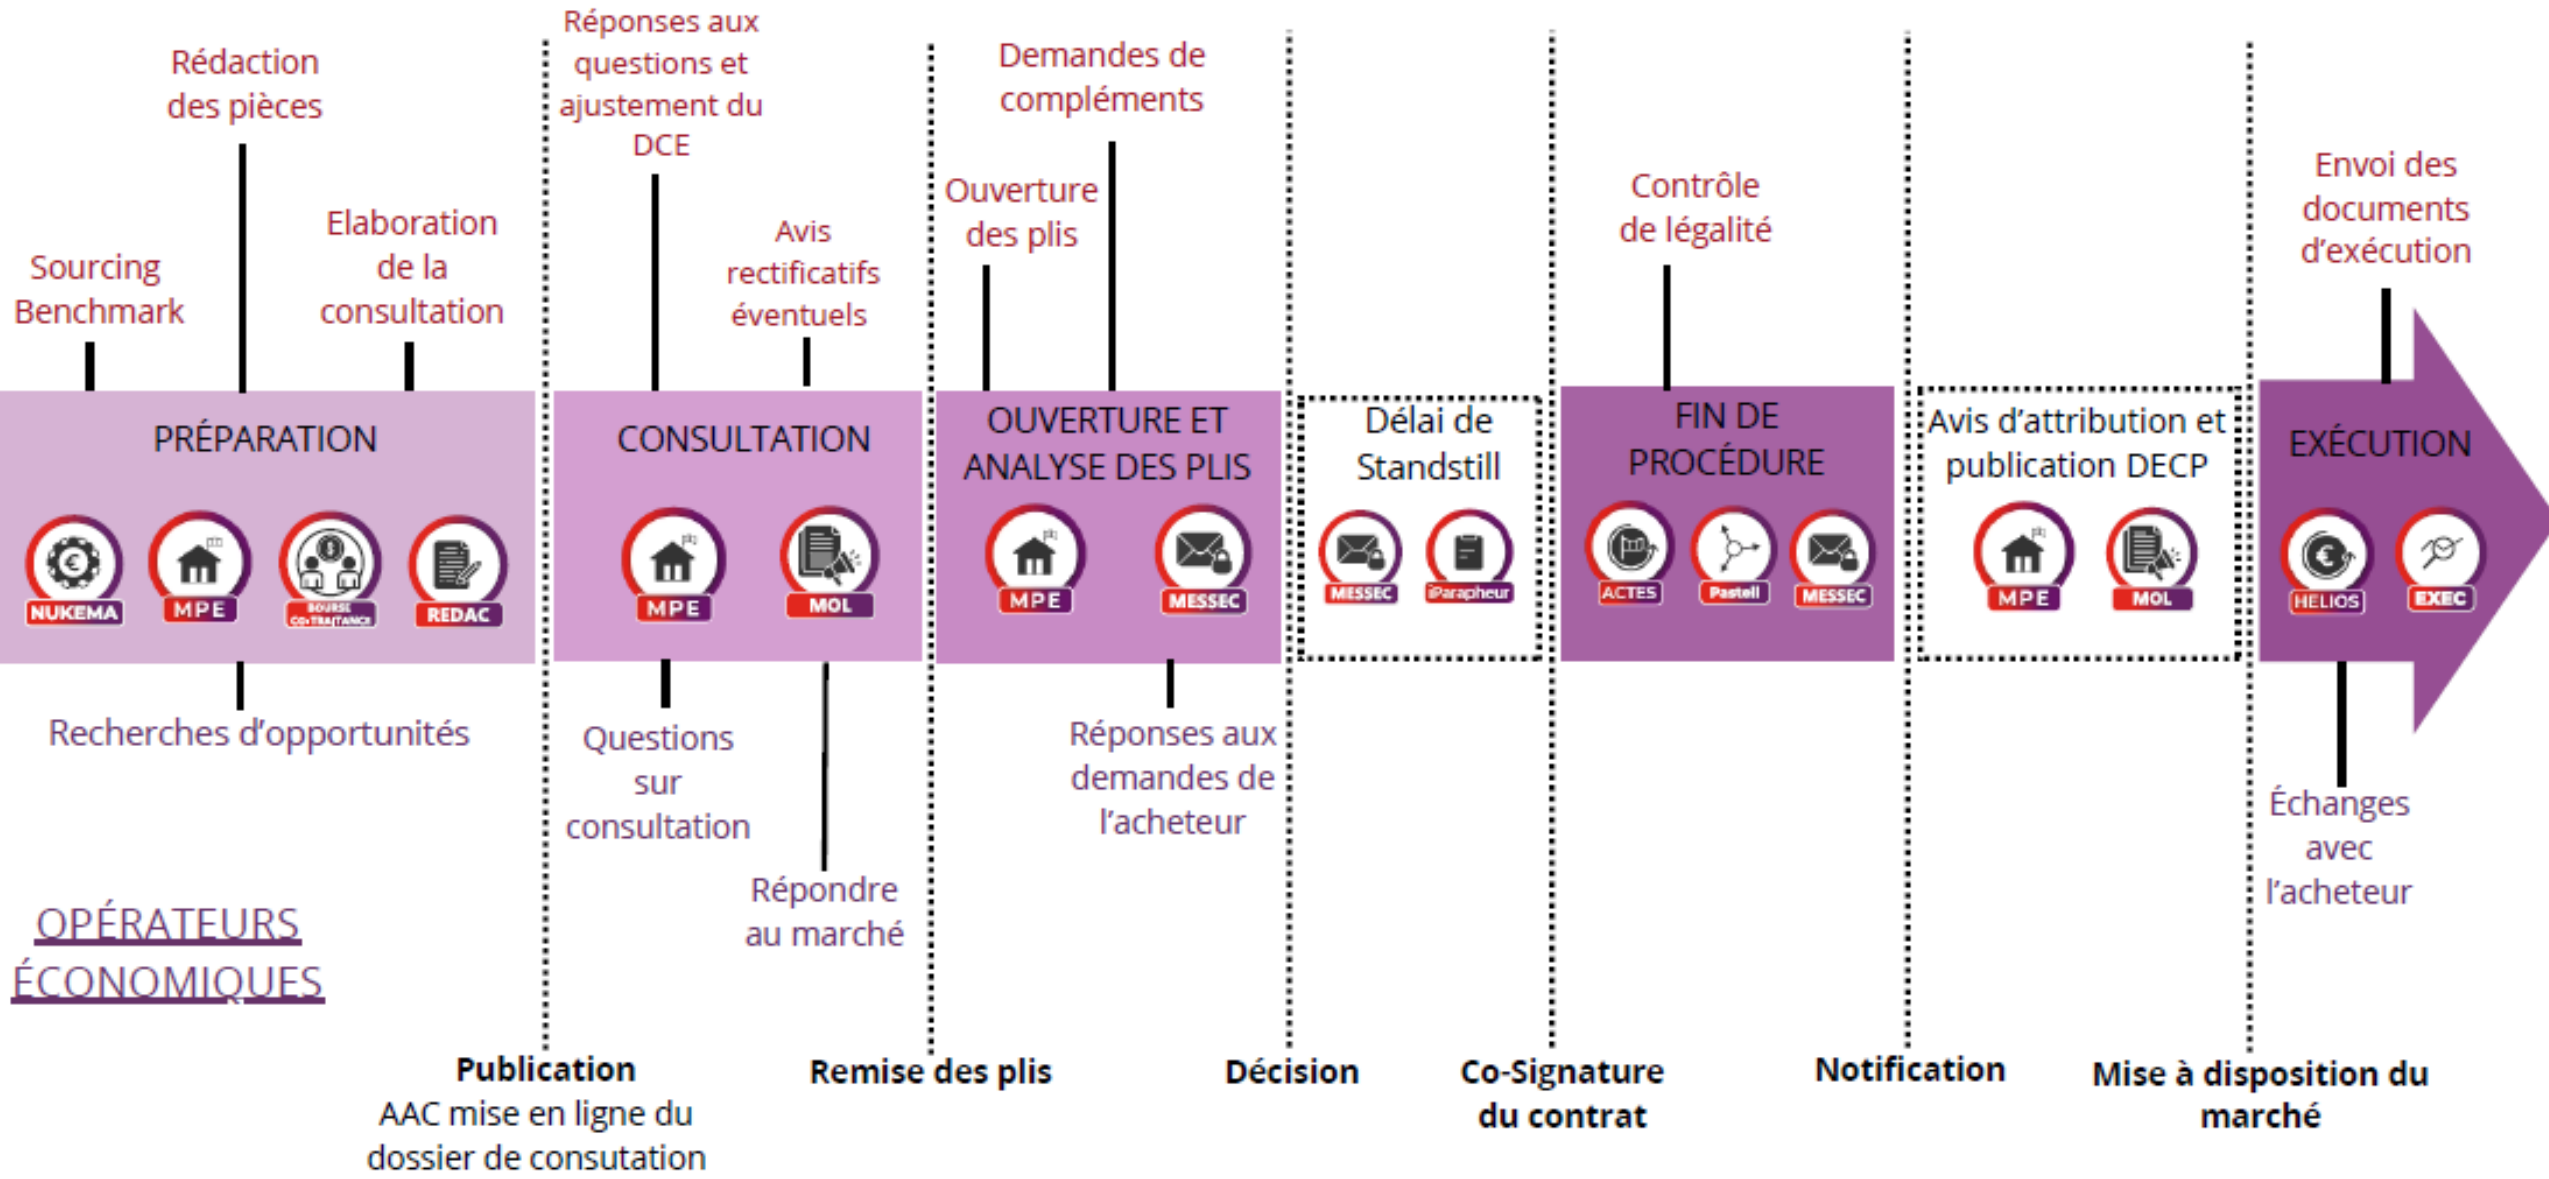 Rédaction
des pièces
Sourcing
Benchmark
Elaboration
de la
consultation
Réponses aux
questions et
ajustement du
DCE
Avis
rectificatifs
éventuels
Ouverture
des plis
Demandes de
compléments
Contrôle
de légalité
Envoi des
documents
d'exécution
PRÉPARATION
NUKEMA
MPE
BOURSE
CO-TRAITANCE
REDAC
CONSULTATION
MPE
MOL
OUVERTURE ET
ANALYSE DES PLIS
MPE
MESSEC
Délai de
Standstill
MESSEC
iParapheur
FIN DE
PROCÉDURE
ACTES
Pastell
MESSEC
Avis d'attribution et
publication DECP
MPE
MOL
EXÉCUTION
HELIOS
EXEC
Recherches d'opportunités
Questions
sur
consultation
Répondre
au marché
Réponses aux
demandes de
l'acheteur
Échanges
avec
l'acheteur
OPÉRATEURS
ÉCONOMIQUES
Publication
AAC mise en ligne du
dossier de consutation
Remise des plis
Décision
Co-Signature
du contrat
Notification
Mise à disposition du
marché